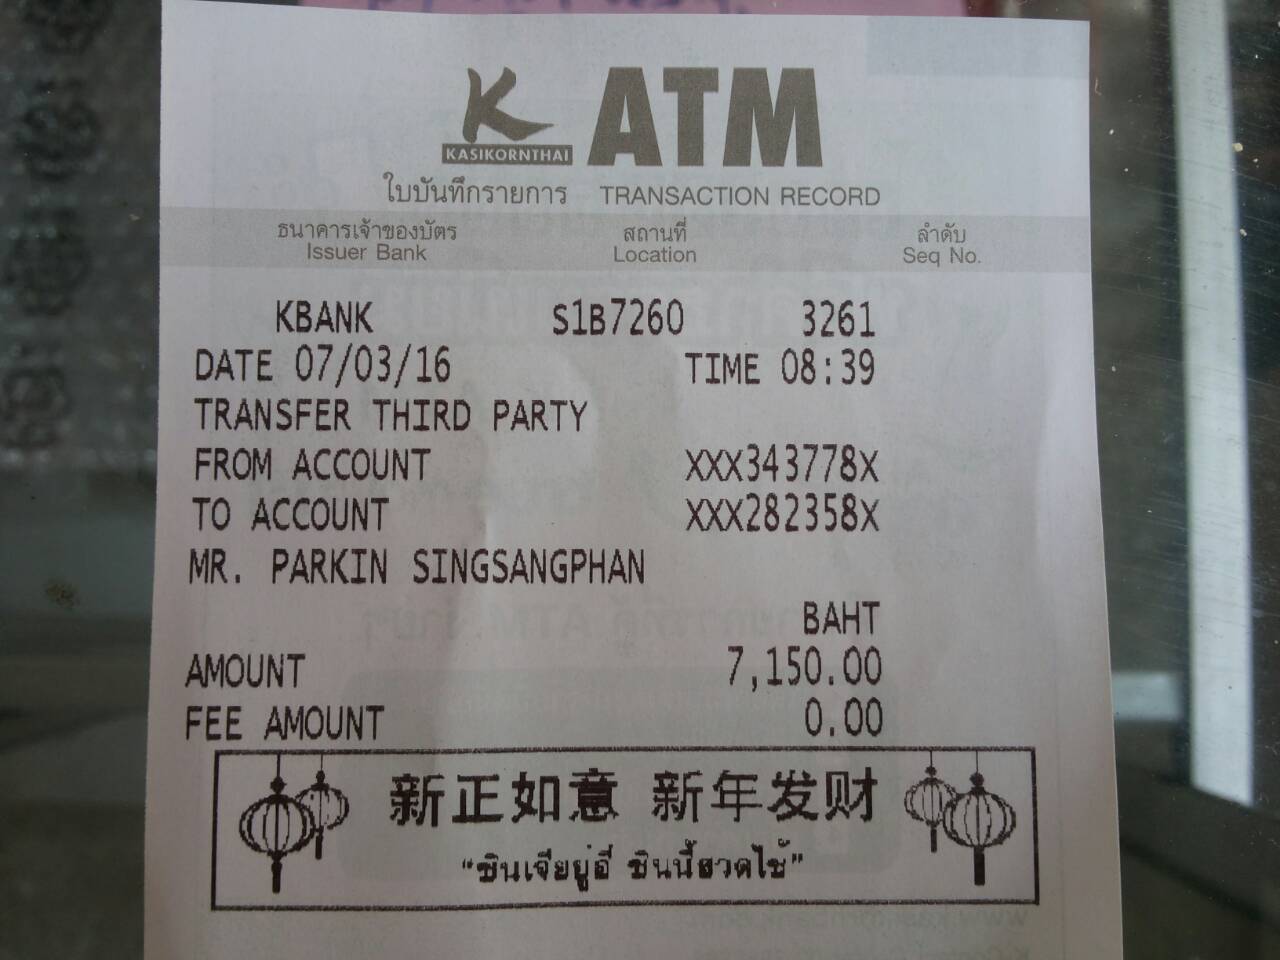 K ATM
KASIKORNTHAI
ใบบันทึกรายการ TRANSACTION RECORD
ธนาคารเจ้าของบัตร สถานที่ ลำดับ
Issuer Bank Location Seq No.
KBANK S1B7260 3261
DATE 07/03/16 TIME 08:39
TRANSFER THIRD PARTY
FROM ACCOUNT XXX343778X
TO ACCOUNT XXX282358X
MR. PARKIN SINGSANGPHAN
BAHT
AMOUNT 7,150.00
FEE AMOUNT 0.00
新正如意 新年发财
"ซินเจียยู่อี่ ซินนี้ฮวดไช้"